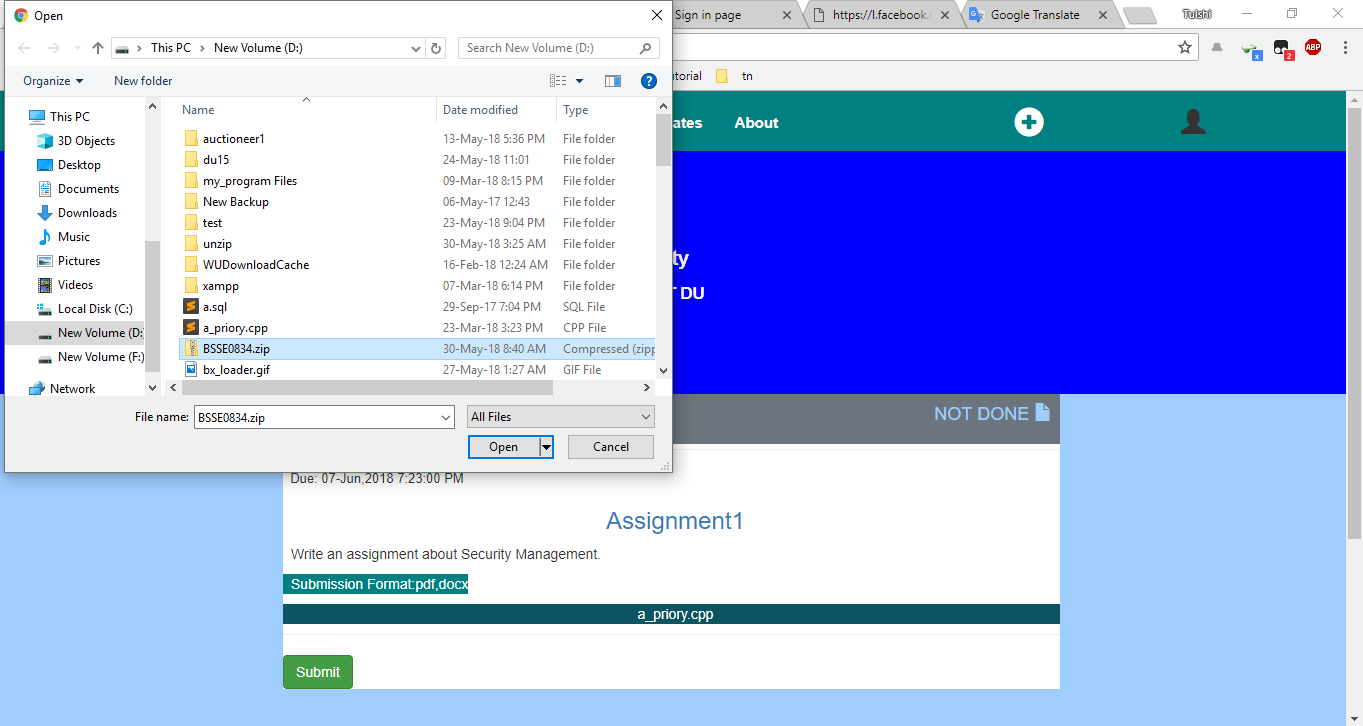 Open
Sign in page
https://l.facebook.
Google Translate
Tulshi
This PC
New Volume (D:)
Search New Volume (D:)
x
2
ABP
Organize
New folder
?
utorial
tn
Name
Date modified
Type
This PC
3D Objects
Desktop
Documents
Downloads
Music
Pictures
Videos
Local Disk (C:)
New Volume (D:
New Volume (F:)
Network
auctioneer1 13-May-18 5:36 PM File folder
du15 24-May-18 11:01 File folder
my_program Files 09-Mar-18 8:15 PM File folder
New Backup 06-May-17 12:43 File folder
test 23-May-18 9:04 PM File folder
unzip 30-May-18 3:25 AM File folder
WUDownloadCache 16-Feb-18 12:24 AM File folder
xampp 07-Mar-18 6:14 PM File folder
a.sql 29-Sep-17 7:04 PM SQL File
a_priory.cpp 23-Mar-18 3:23 PM CPP File
BSSE0834.zip 30-May-18 8:40 AM Compressed (zipp
bx_loader.gif 27-May-18 1:27 AM GIF File
File name: BSSE0834.zip
All Files
Open
Cancel
ates
About
ty
DU
NOT DONE
Due: 07-Jun,2018 7:23:00 PM
Assignment1
Write an assignment about Security Management.
Submission Format:pdf,docx
a_priory.cpp
Submit